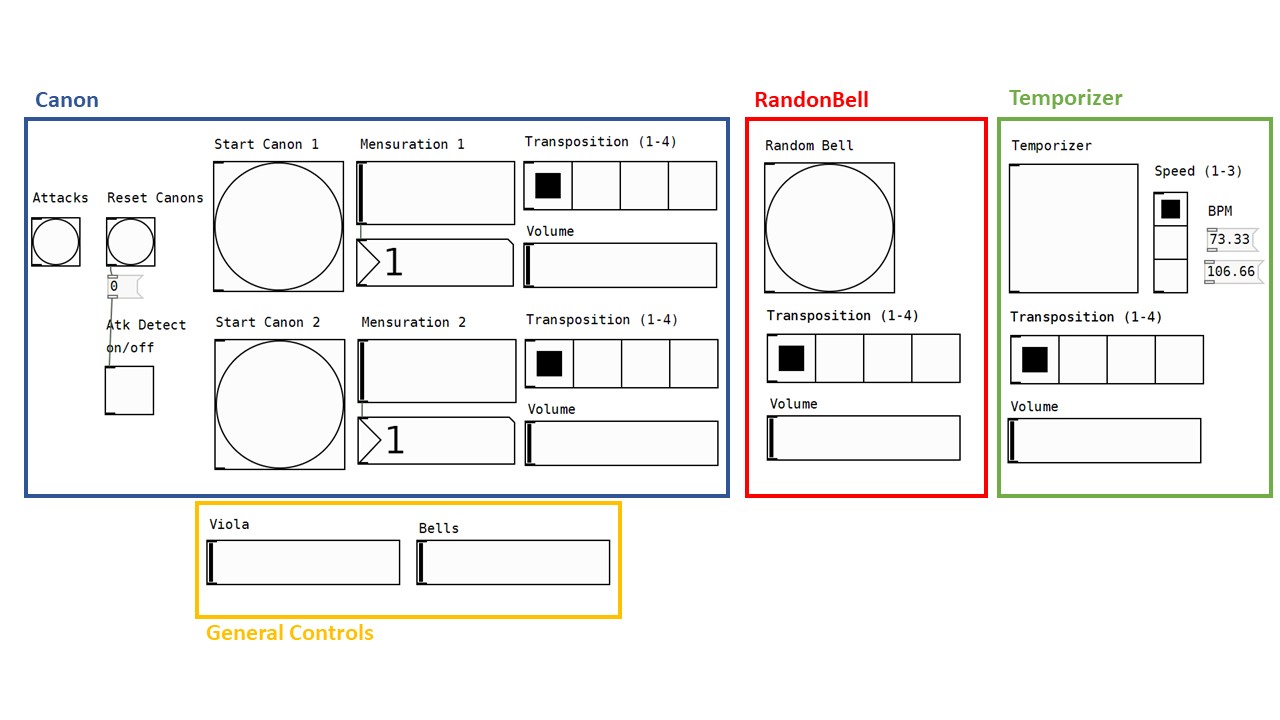 Canon
Attacks
Reset Canons
0
Atk Detect
on/off
Start Canon 1
Mensuration 1
1
Transposition (1-4)
Volume
Start Canon 2
Mensuration 2
1
Transposition (1-4)
Volume
RandonBell
Random Bell
Transposition (1-4)
Volume
Temporizer
Temporizer
Speed (1-3)
BPM
73.33
106.66
Transposition (1-4)
Volume
Viola
Bells
General Controls